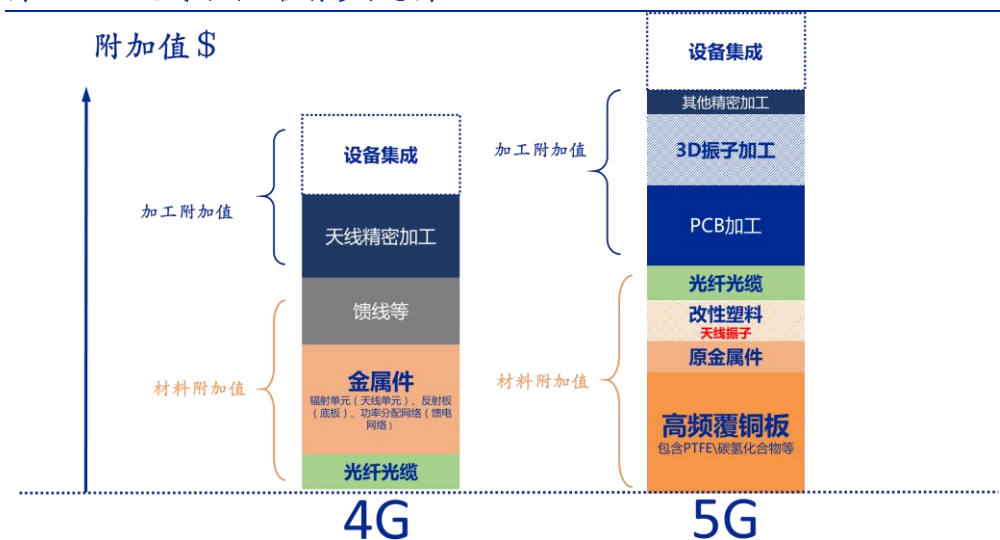 附加值$
设备集成
天线精密加工
馈线等
金属件
辐射单元（天线单元）、反射板
（底板）、功率分配网络（馈电
网络）
光纤光缆
加工附加值
材料附加值
4G
设备集成
其他精密加工
3D振子加工
PCB加工
光纤光缆
改性塑料
天线振子
原金属件
高频覆铜板
包含PTFE\碳氢化合物等
加工附加值
材料附加值
5G